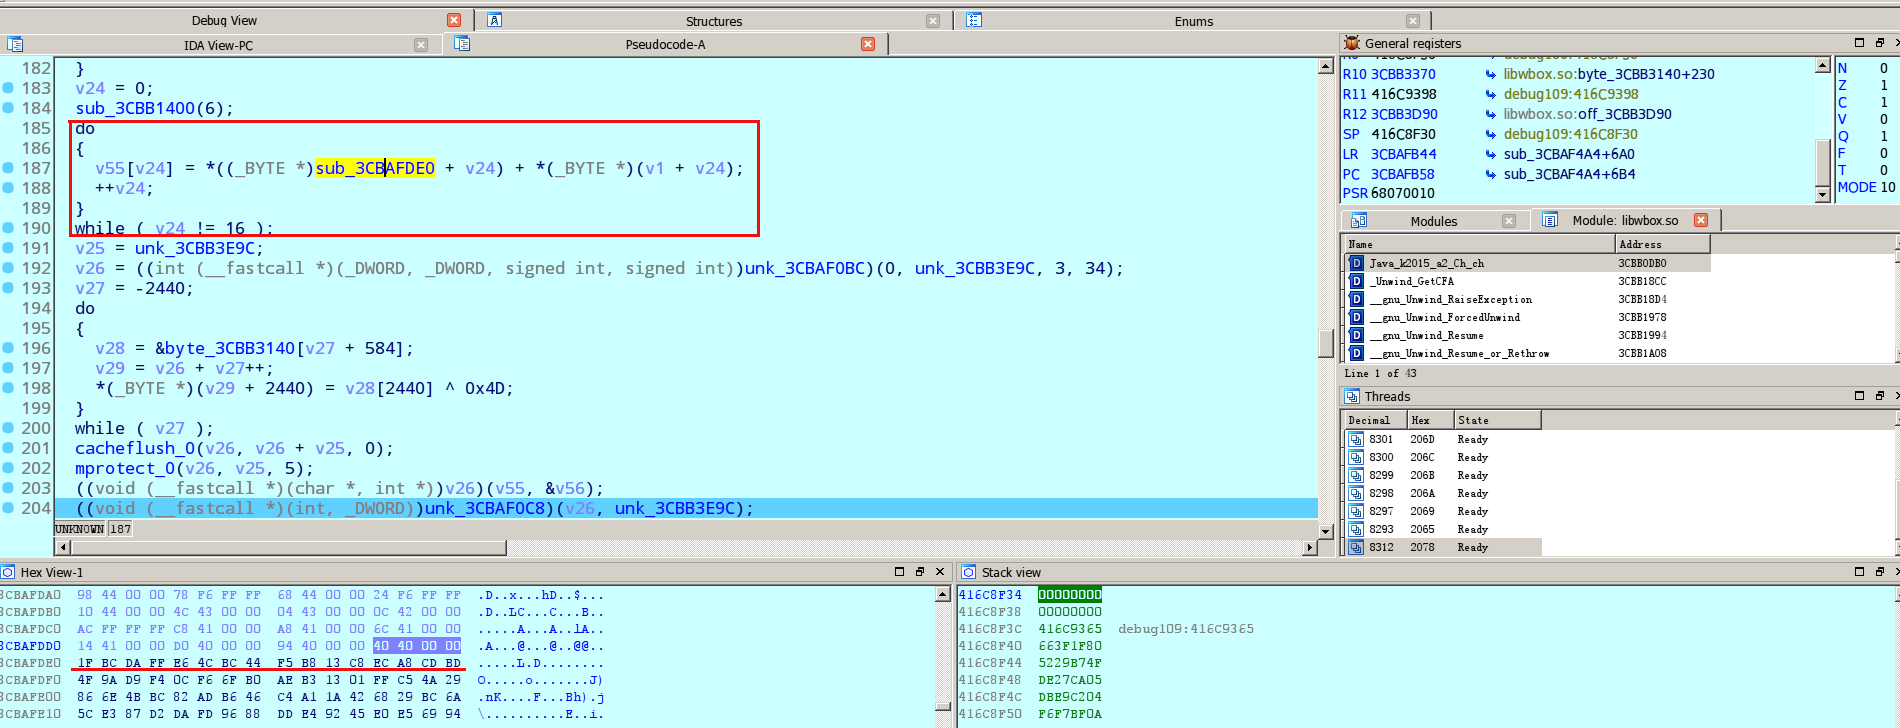 Debug View
Structures
Enums
IDA View-PC
Pseudocode-A
182 }
183 v24 = 0;
184 sub_3CBB1400(6);
185 do
186 {
187 v55[v24] = *((_BYTE *)sub_3CBAFDE0 + v24) + *(_BYTE *)(v1 + v24);
188 ++v24;
189 }
190 while ( v24 != 16 );
191 v25 = unk_3CBB3E9C;
192 v26 = ((int (__fastcall *)(_DWORD, _DWORD, signed int, signed int))unk_3CBAF0BC)(0, unk_3CBB3E9C, 3, 34);
193 v27 = -2440;
194 do
195 {
196 v28 = &byte_3CBB3140[v27 + 584];
197 v29 = v26 + v27++;
198 *(_BYTE *)(v29 + 2440) = v28[2440] ^ 0x4D;
199 }
200 while ( v27 );
201 cacheflush_0(v26, v26 + v25, 0);
202 mprotect_0(v26, v25, 5);
203 ((void (__fastcall *)(char *, int *))v26)(v55, &v56);
204 ((void (__fastcall *)(int, _DWORD))unk_3CBAF0C8)(v26, unk_3CBB3E9C);
UNKNOWN 187
General registers
R10 3CBB3370 libwbox.so:byte_3CBB3140+230
R11 416C9398 debug109:416C9398
R12 3CBB3D90 libwbox.so:off_3CBB3D90
SP 416C8F30 debug109:416C8F30
LR 3CBAFB44 sub_3CBAF4A4+6A0
PC 3CBAFB58 sub_3CBAF4A4+6B4
PSR 68070010
N 0
Z 1
C 1
V 0
Q 1
F 0
T 0
MODE 10
Modules
Module: libwbox.so
Name Address
Java_k2015_a2_Ch_ch 3CBB0DB0
_Unwind_GetCFA 3CBB18CC
__gnu_Unwind_RaiseException 3CBB18D4
__gnu_Unwind_ForcedUnwind 3CBB1978
__gnu_Unwind_Resume 3CBB1994
__gnu_Unwind_Resume_or_Rethrow 3CBB1A08
Line 1 of 43
Threads
Decimal Hex State
8301 206D Ready
8300 206C Ready
8299 206B Ready
8298 206A Ready
8297 2069 Ready
8293 2065 Ready
8312 2078 Ready
Hex View-1
3CBAFDA0 98 44 00 00 78 F6 FF FF 68 44 00 00 24 F6 FF FF .D..x...hD..$...
3CBAFDB0 10 44 00 00 4C 43 00 00 04 43 00 00 0C 42 00 00 .D..LC...C...B..
3CBAFDC0 AC FF FF FF C8 41 00 00 A8 41 00 00 6C 41 00 00 .....A...A..lA..
3CBAFDD0 14 41 00 00 D0 40 00 00 94 40 00 00 40 40 00 00 .A...@...@..@@..
3CBAFDE0 1F BC DA FF E6 4C BC 44 F5 B8 13 C8 EC A8 CD BD .....L.D........
3CBAFDF0 4F 9A D9 F4 0C F6 6F B0 AE B3 13 01 FF C5 4A 29 O.....o.......J)
3CBAFE00 86 6E 4B BC 82 AD B6 46 C4 A1 1A 42 68 29 BC 6A .nK....F...Bh).j
3CBAFE10 5C E3 87 D2 DA FD 96 88 DD E4 92 45 E0 E5 69 94 \..........E..i.
Stack view
416C8F34 00000000
416C8F38 00000000
416C8F3C 416C9365 debug109:416C9365
416C8F40 663F1F80
416C8F44 5229B74F
416C8F48 DE27CA05
416C8F4C DBE9C204
416C8F50 F6F7BF0A